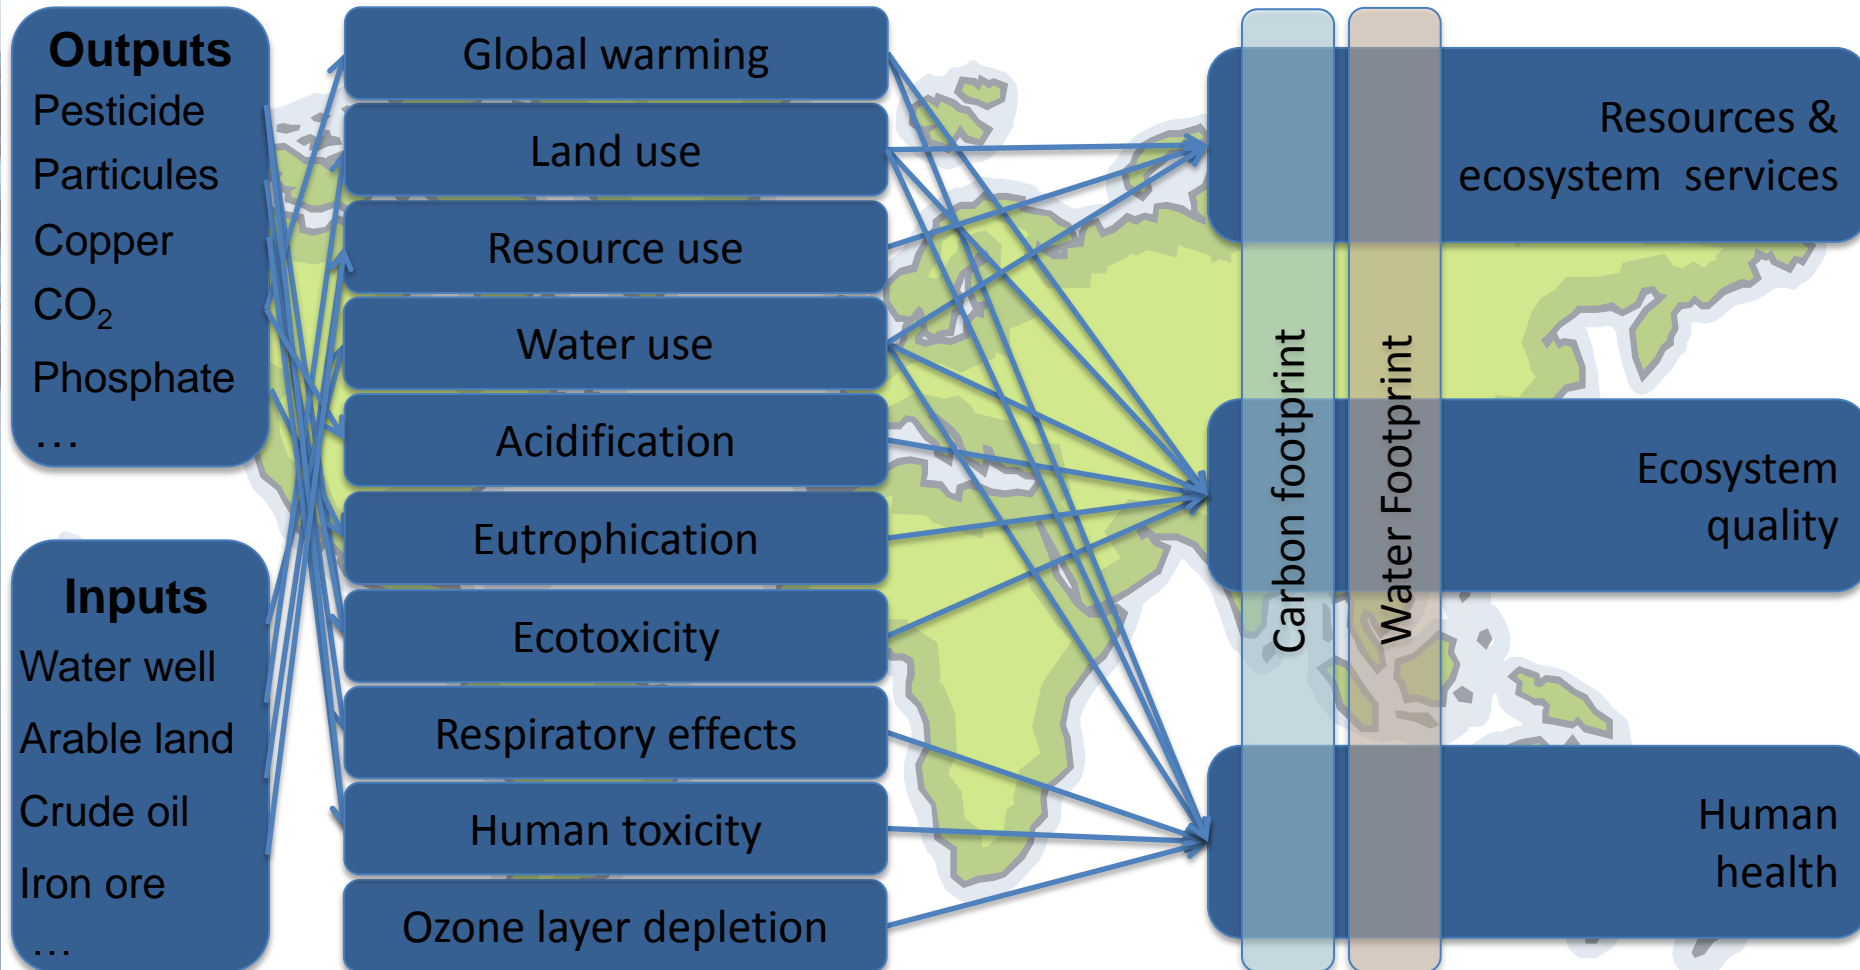 Outputs
Pesticide
Particules
Copper
CO₂
Phosphate
…
Inputs
Water well
Arable land
Crude oil
Iron ore
…
Global warming
Land use
Resource use
Water use
Acidification
Eutrophication
Ecotoxicity
Respiratory effects
Human toxicity
Ozone layer depletion
Carbon footprint
Water Footprint
Resources &
ecosystem services
Ecosystem
quality
Human
health